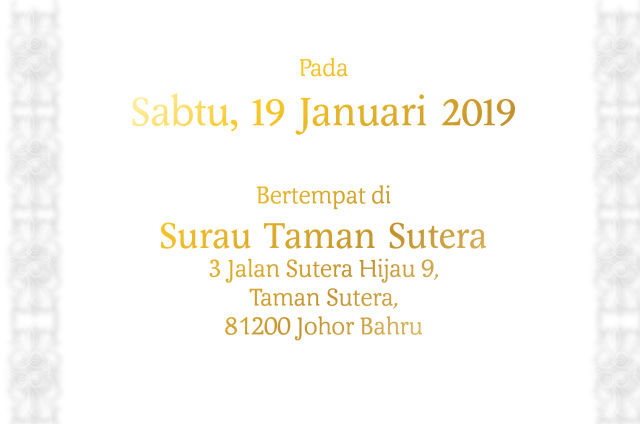 Pada
Sabtu, 19 Januari 2019
Bertempat di
Surau Taman Sutera
3 Jalan Sutera Hijau 9,
Taman Sutera,
81200 Johor Bahru